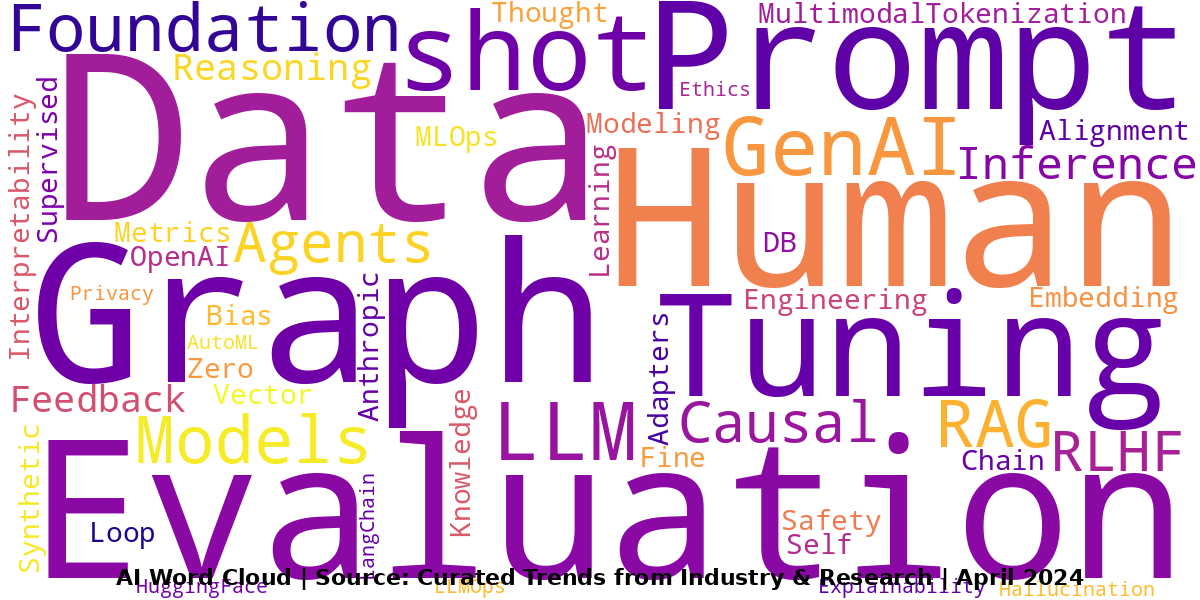 Foundation
shot
Thought
Prompt
MultimodalTokenization
Reasoning
Ethics
Data
MLOps
Modeling
GenAI
Alignment
Inference
Interpretability
Supervised
Learning
Human
DB
Metrics
OpenAI
Agents
Graph
Privacy
Bias
AutoML
Zero
Vector
Anthropic
Engineering
Embedding
Tuning
Adapters
Feedback
Models
Knowledge
LLM
Fine
Causal
RAG
Chain
RLHF
Synthetic
Evaluation
Loop
LangChain
Safety
Self
AI Word Cloud | Source: Curated Trends from Industry & Research | April 2024
HuggingFace
LLMops
Explainability
Hallucination